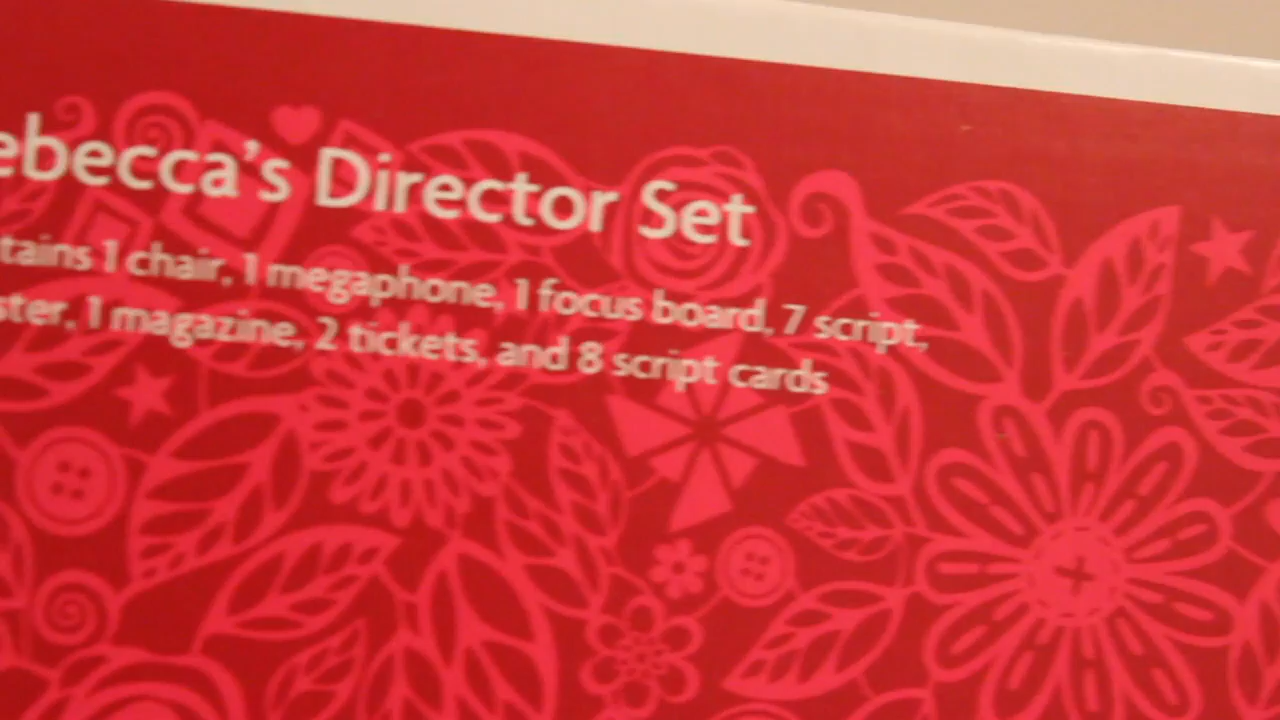 ebecca's Director Set
tains 1 chair, 1 megaphone, 1 focus board, 7 script,
ster, 1 magazine, 2 tickets, and 8 script cards